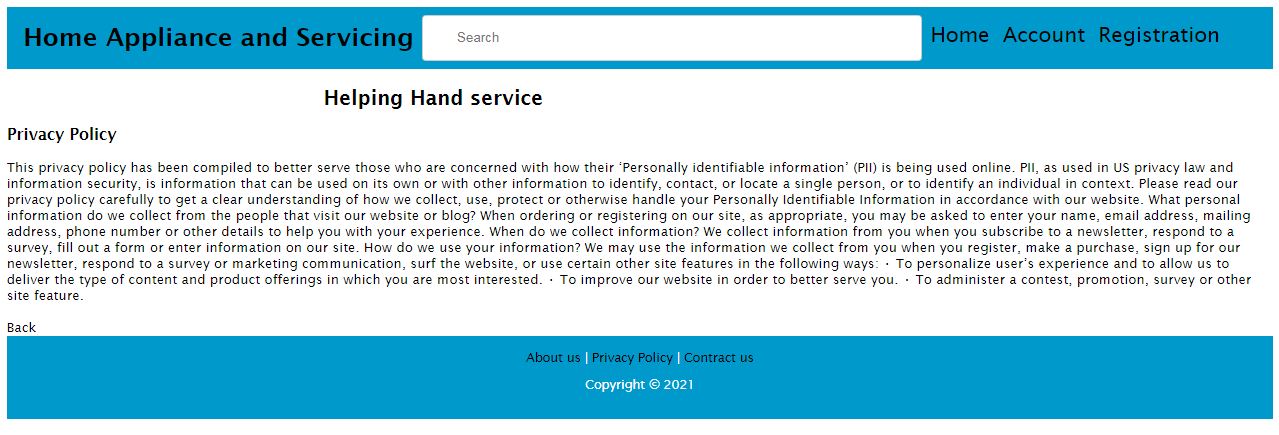 Home Appliance and Servicing Search Home Account Registration
Helping Hand service
Privacy Policy
This privacy policy has been compiled to better serve those who are concerned with how their ‘Personally identifiable information’ (PII) is being used online. PII, as used in US privacy law and
information security, is information that can be used on its own or with other information to identify, contact, or locate a single person, or to identify an individual in context. Please read our
privacy policy carefully to get a clear understanding of how we collect, use, protect or otherwise handle your Personally Identifiable Information in accordance with our website. What personal
information do we collect from the people that visit our website or blog? When ordering or registering on our site, as appropriate, you may be asked to enter your name, email address, mailing
address, phone number or other details to help you with your experience. When do we collect information? We collect information from you when you subscribe to a newsletter, respond to a
survey, fill out a form or enter information on our site. How do we use your information? We may use the information we collect from you when you register, make a purchase, sign up for our
newsletter, respond to a survey or marketing communication, surf the website, or use certain other site features in the following ways: · To personalize user’s experience and to allow us to
deliver the type of content and product offerings in which you are most interested. · To improve our website in order to better serve you. · To administer a contest, promotion, survey or other
site feature.
Back
About us | Privacy Policy | Contract us
Copyright © 2021